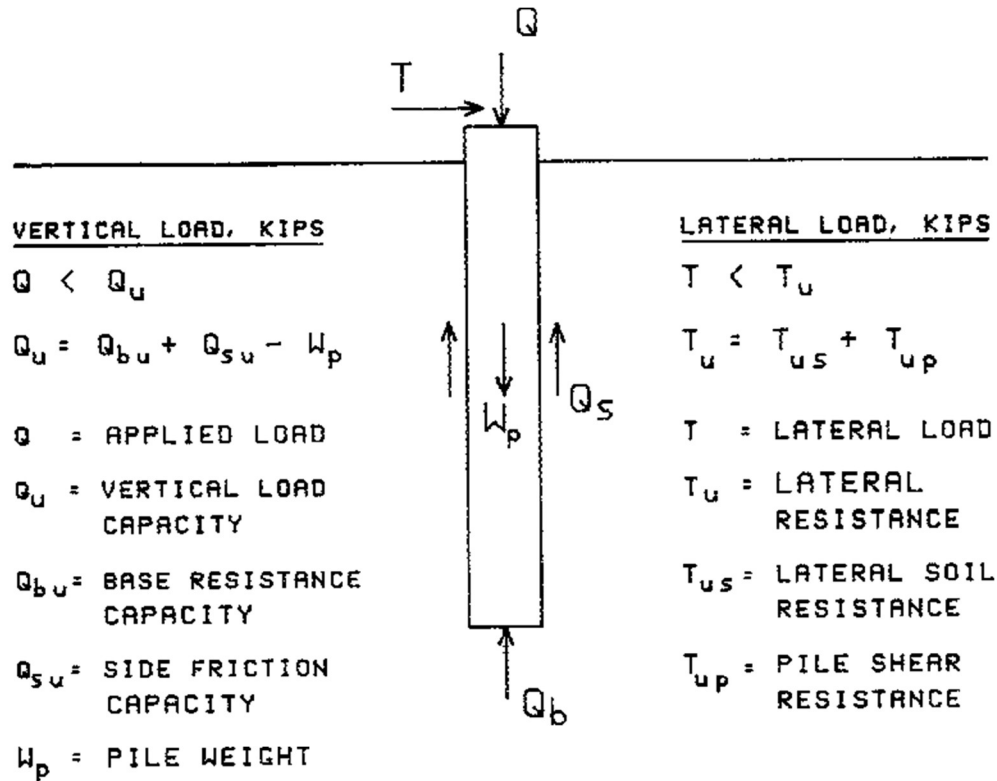 Q
T
VERTICAL LOAD, KIPS
Q < Qu
Qu = Qbu + Qsu - Wp
Q = APPLIED LOAD
Qu = VERTICAL LOAD
CAPACITY
Qbu = BASE RESISTANCE
CAPACITY
Qsu = SIDE FRICTION
CAPACITY
Wp = PILE WEIGHT
Wp
Qs
Qb
LATERAL LOAD, KIPS
T < Tu
Tu = Tus + Tup
T = LATERAL LOAD
Tu = LATERAL
RESISTANCE
Tus = LATERAL SOIL
RESISTANCE
Tup = PILE SHEAR
RESISTANCE